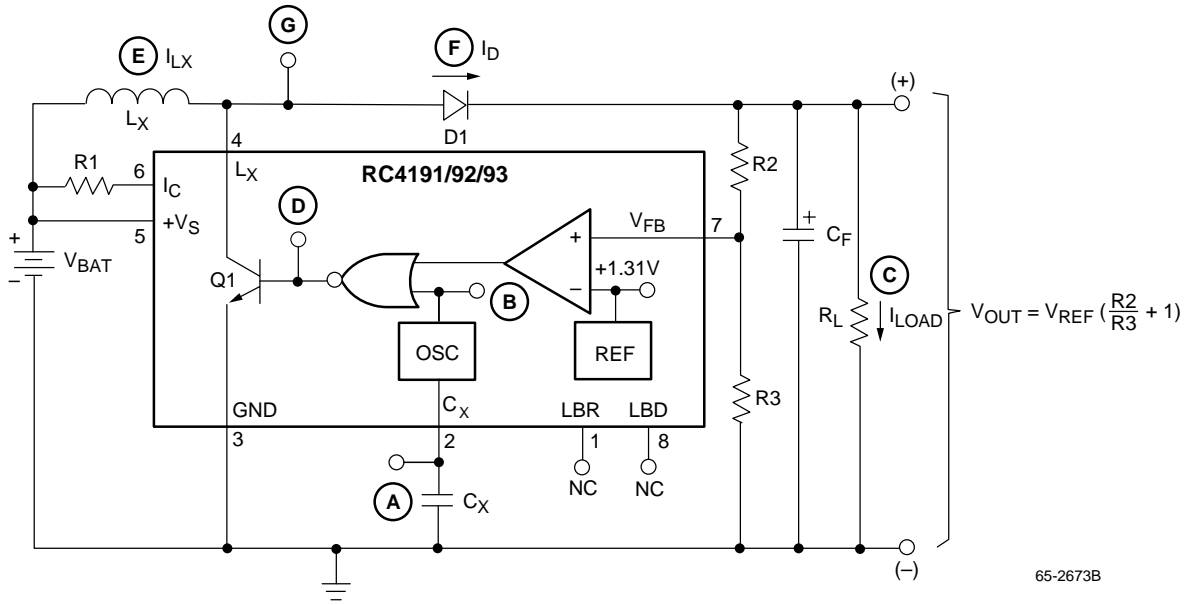 G
E I_LX
F I_D
(+)
L_X
D1
4
R1
6
L_X
RC4191/92/93
R2
I_C
+V_S
5
D
V_FB
7
+
V_BAT
−
Q1
+
+1.31V
−
B
+
C_F
C
R_L
I_LOAD
V_OUT = V_REF (R2/R3 + 1)
OSC
REF
R3
GND
C_X
LBR
LBD
3
2
1
8
A
C_X
NC
NC
(–)
65-2673B